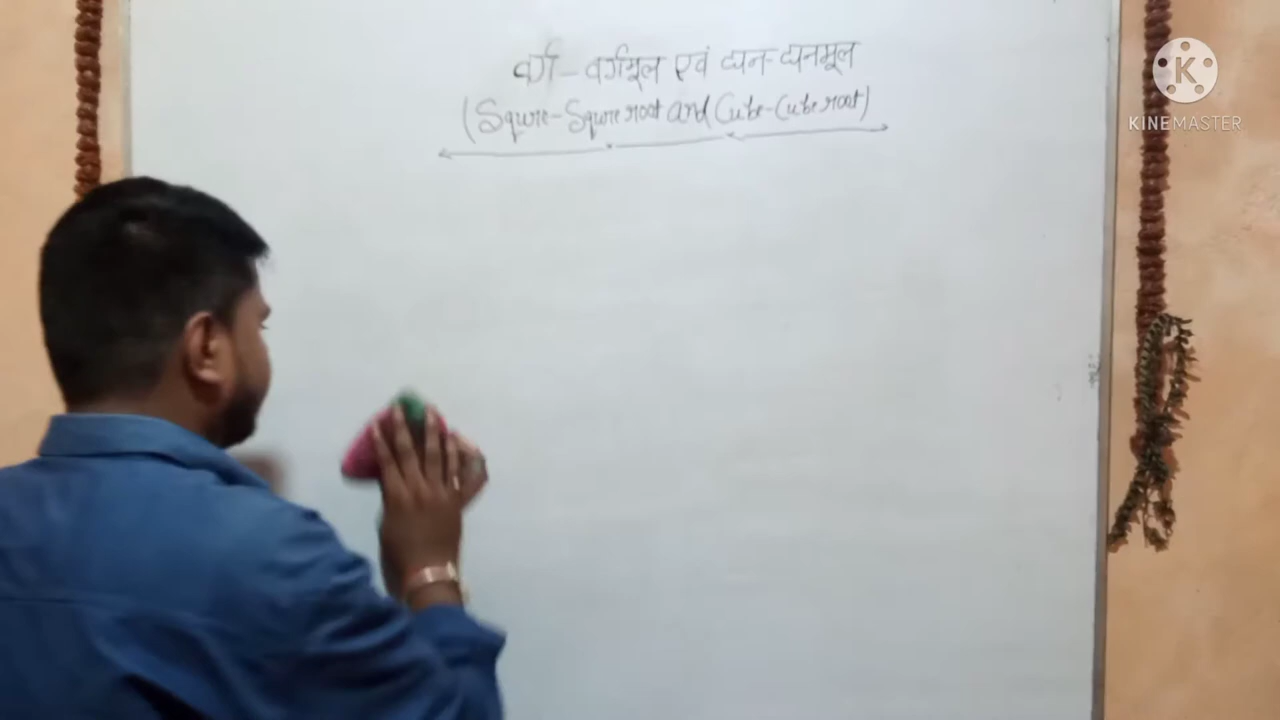 वर्ग - वर्गमूल एवं घन-घनमूल
(Squre-Squre root and Cube-Cube root)
K
KINEMASTER